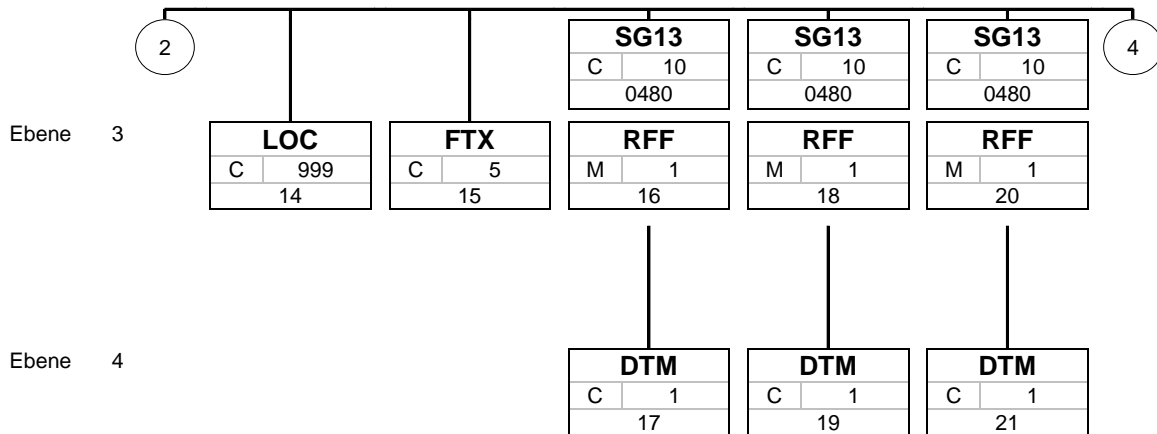 2
SG13
C 10
0480
SG13
C 10
0480
SG13
C 10
0480
4
Ebene 3
LOC
C 999
14
FTX
C 5
15
RFF
M 1
16
RFF
M 1
18
RFF
M 1
20
Ebene 4
DTM
C 1
17
DTM
C 1
19
DTM
C 1
21